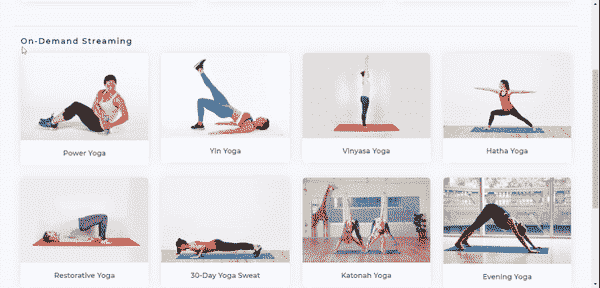 On-Demand Streaming
Power Yoga
Yin Yoga
Vinyasa Yoga
Hatha Yoga
Restorative Yoga
30-Day Yoga Sweat
Katonah Yoga
Evening Yoga